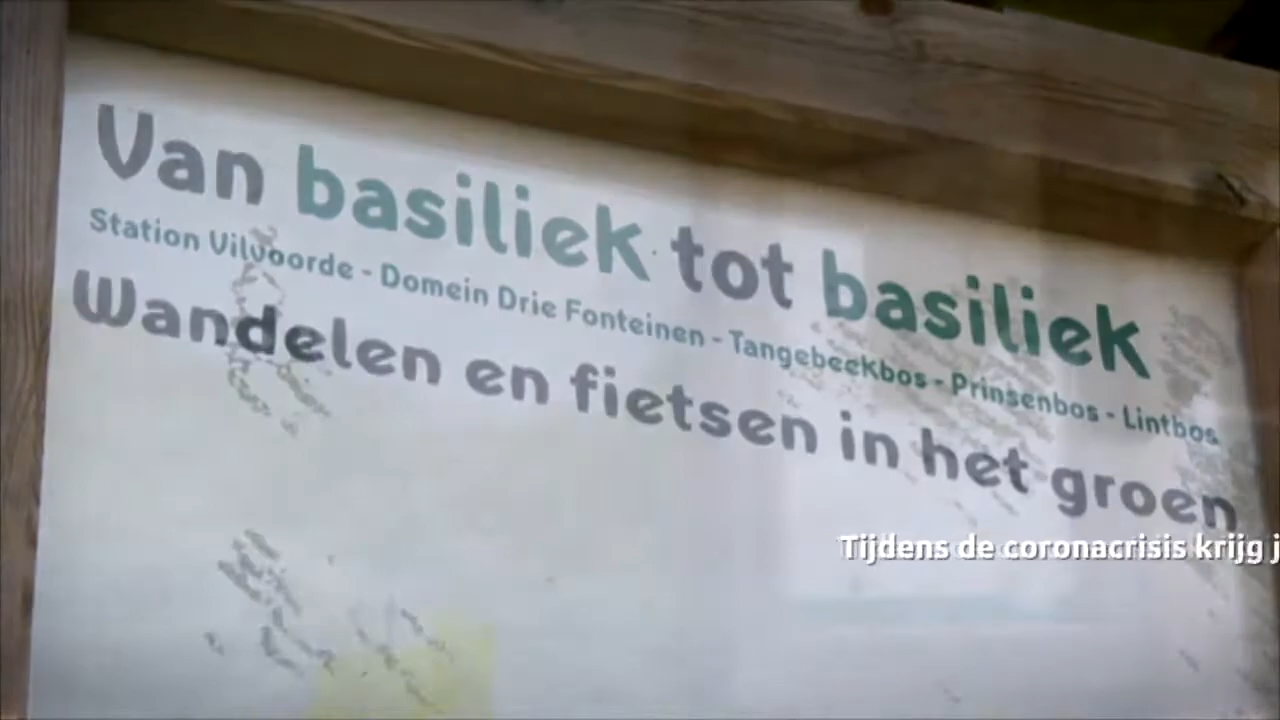 Van basiliek tot basiliek
Station Vilvoorde - Domein Drie Fonteinen - Tangebeekbos - Prinsenbos - Lintbos
Wandelen en fietsen in het groen
Tijdens de coronacrisis krijg j